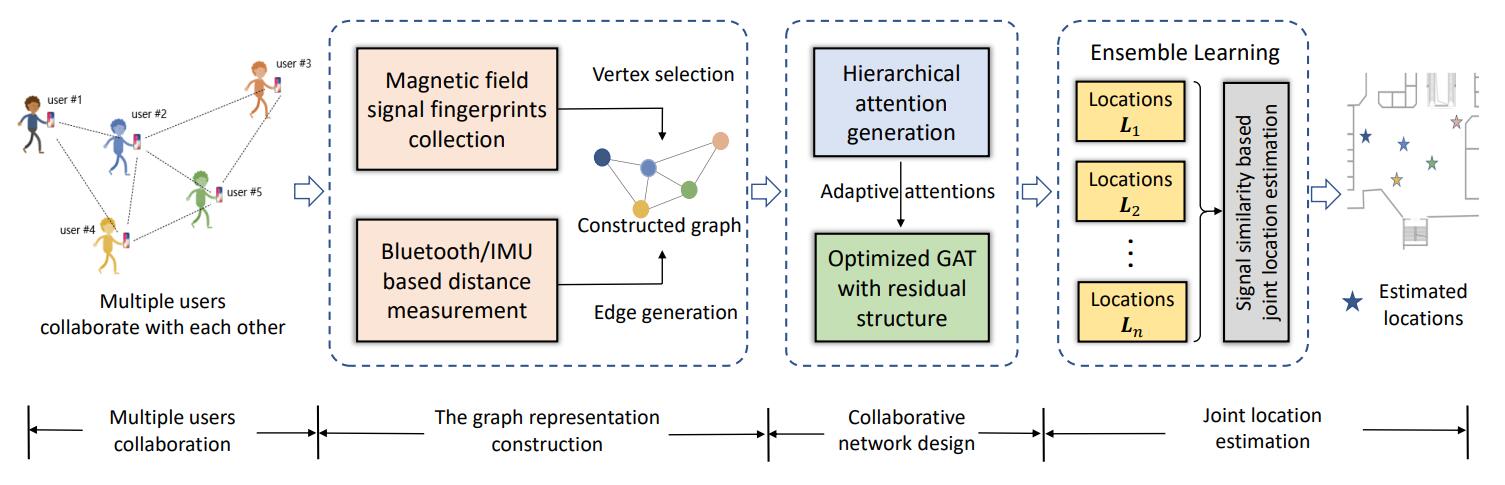 user #1
user #2
user #3
user #4
user #5
Multiple users
collaborate with each other
Magnetic field
signal fingerprints
collection
Vertex selection
Constructed graph
Bluetooth/IMU
based distance
measurement
Edge generation
Hierarchical
attention
generation
Adaptive attentions
Optimized GAT
with residual
structure
Ensemble Learning
Locations
L1
Locations
L2
⋮
Locations
Ln
Signal similarity based
joint location estimation
Estimated
locations
Multiple users
collaboration
The graph representation
construction
Collaborative
network design
Joint location
estimation